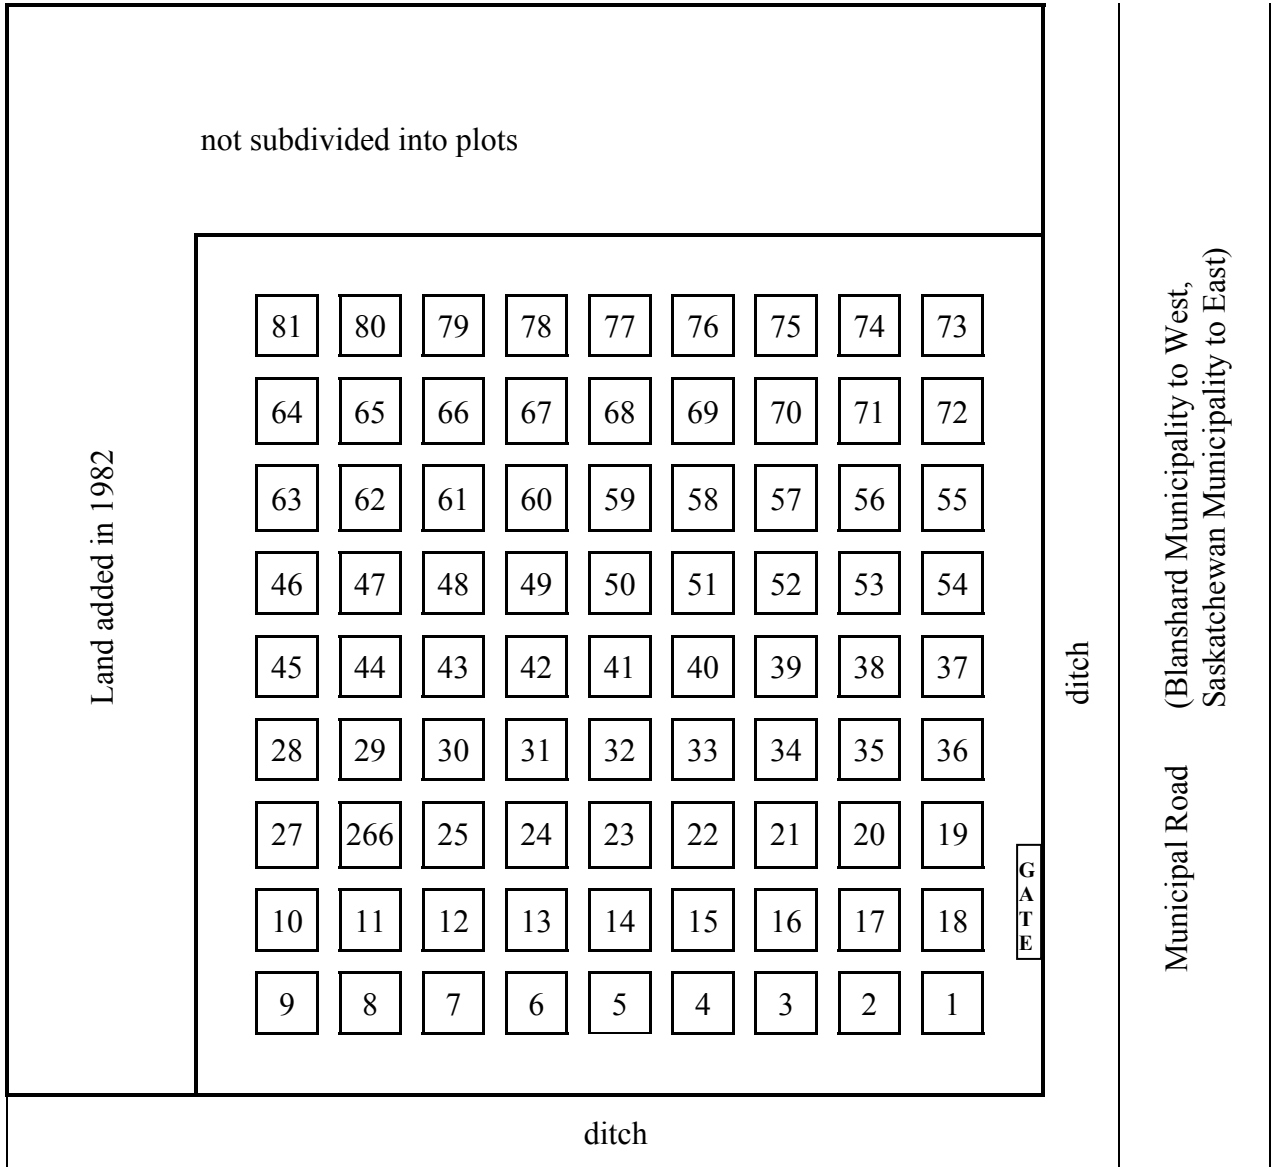 not subdivided into plots
Land added in 1982
81 80 79 78 77 76 75 74 73
64 65 66 67 68 69 70 71 72
63 62 61 60 59 58 57 56 55
46 47 48 49 50 51 52 53 54
45 44 43 42 41 40 39 38 37
28 29 30 31 32 33 34 35 36
27 266 25 24 23 22 21 20 19
10 11 12 13 14 15 16 17 18
9 8 7 6 5 4 3 2 1
GATE
ditch
ditch
Municipal Road (Blanshard Municipality to West,
Saskatchewan Municipality to East)